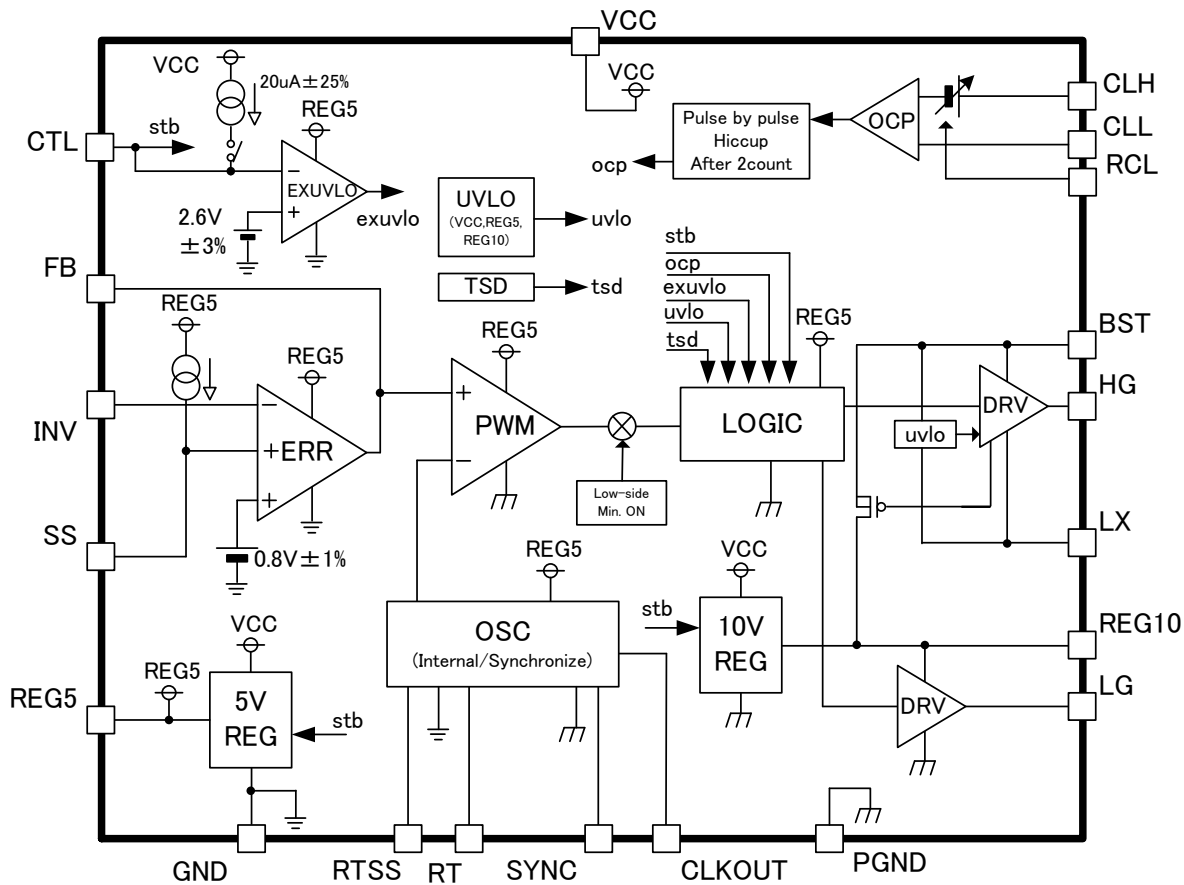 VCC
VCC
20uA±25%
REG5
CTL
stb
EXUVLO
−
+
2.6V
±3%
exuvlo
UVLO
(VCC,REG5,
REG10)
uvlo
TSD
tsd
VCC
Pulse by pulse
Hiccup
After 2count
ocp
OCP
CLH
CLL
RCL
FB
REG5
REG5
INV
−
+
ERR
+
SS
0.8V±1%
REG5
+
PWM
−
Low-side
Min. ON
stb
ocp
exuvlo
uvlo
tsd
REG5
LOGIC
BST
HG
DRV
uvlo
LX
REG5
OSC
(Internal/Synchronize)
VCC
stb
10V
REG
REG10
DRV
LG
VCC
REG5
REG5
5V
REG
stb
GND
RTSS
RT
SYNC
CLKOUT
PGND